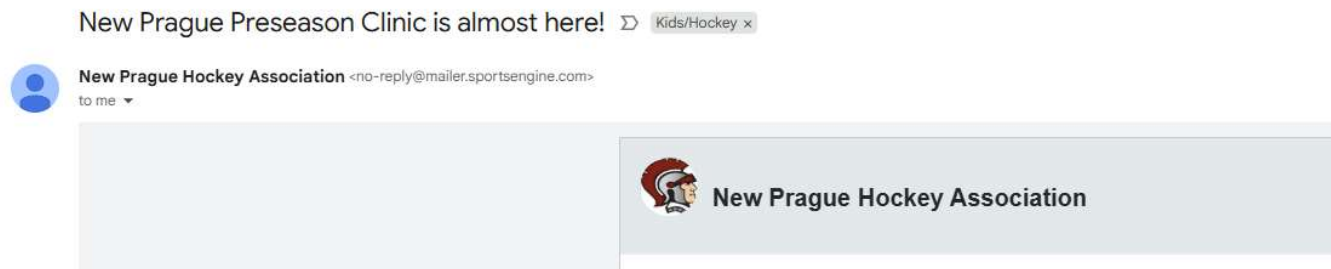 New Prague Preseason Clinic is almost here! Kids/Hockey ×
New Prague Hockey Association <no-reply@mailer.sportsengine.com>
to me
New Prague Hockey Association